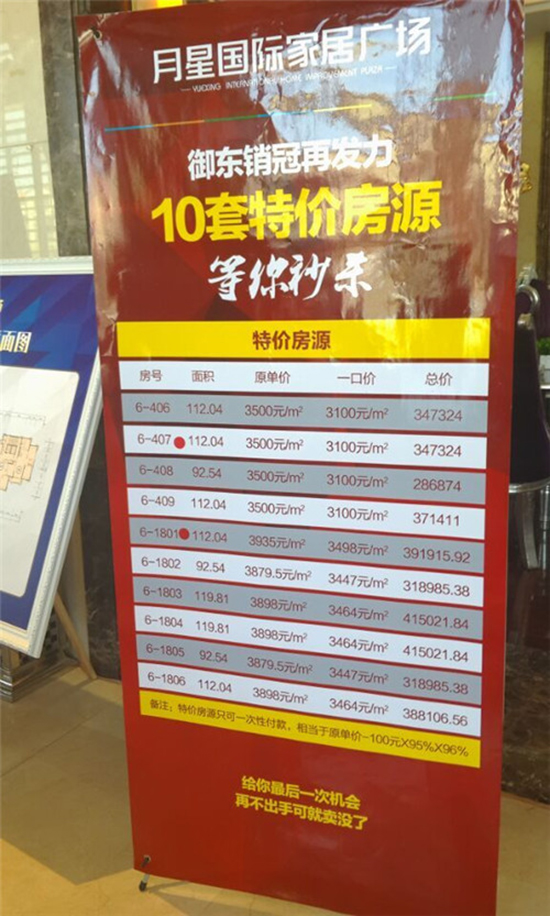 月星国际家居广场
YUEXING INTERNATIONAL HOME IMPROVEMENT PLAZA
御东销冠再发力
10套特价房源
等你秒杀
特价房源
房号 面积 原单价 一口价 总价
6-406 112.04 3500元/m² 3100元/m² 347324
6-407 112.04 3500元/m² 3100元/m² 347324
6-408 92.54 3500元/m² 3100元/m² 286874
6-409 112.04 3500元/m² 3100元/m² 371411
6-1801 112.04 3935元/m² 3498元/m² 391915.92
6-1802 92.54 3879.5元/m² 3447元/m² 318985.38
6-1803 119.81 3898元/m² 3464元/m² 415021.84
6-1804 119.81 3898元/m² 3464元/m² 415021.84
6-1805 92.54 3879.5元/m² 3447元/m² 318985.38
6-1806 112.04 3898元/m² 3464元/m² 388106.56
备注：特价房源只可一次性付款，相当于原单价-100元X95%X96%
给你最后一次机会
再不出手可就卖没了
面图